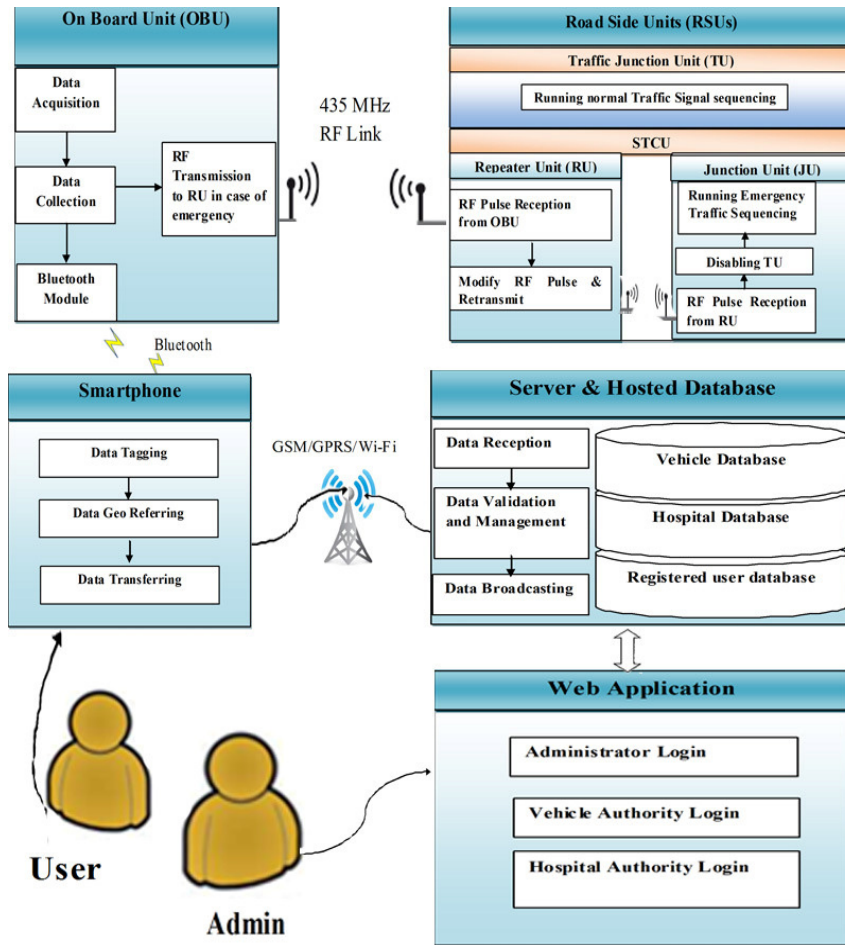 On Board Unit (OBU)
Data
Acquisition
Data
Collection
Bluetooth
Module
RF
Transmission
to RU in case of
emergency
435 MHz
RF Link
Road Side Units (RSUs)
Traffic Junction Unit (TU)
Running normal Traffic Signal sequencing
STCU
Repeater Unit (RU)
RF Pulse Reception
from OBU
Modify RF Pulse &
Retransmit
Junction Unit (JU)
Running Emergency
Traffic Sequencing
Disabling TU
RF Pulse Reception
from RU
Bluetooth
Smartphone
Data Tagging
Data Geo Referring
Data Transferring
GSM/GPRS/Wi-Fi
Server & Hosted Database
Data Reception
Data Validation
and Management
Data Broadcasting
Vehicle Database
Hospital Database
Registered user database
Web Application
Administrator Login
Vehicle Authority Login
Hospital Authority Login
User
Admin